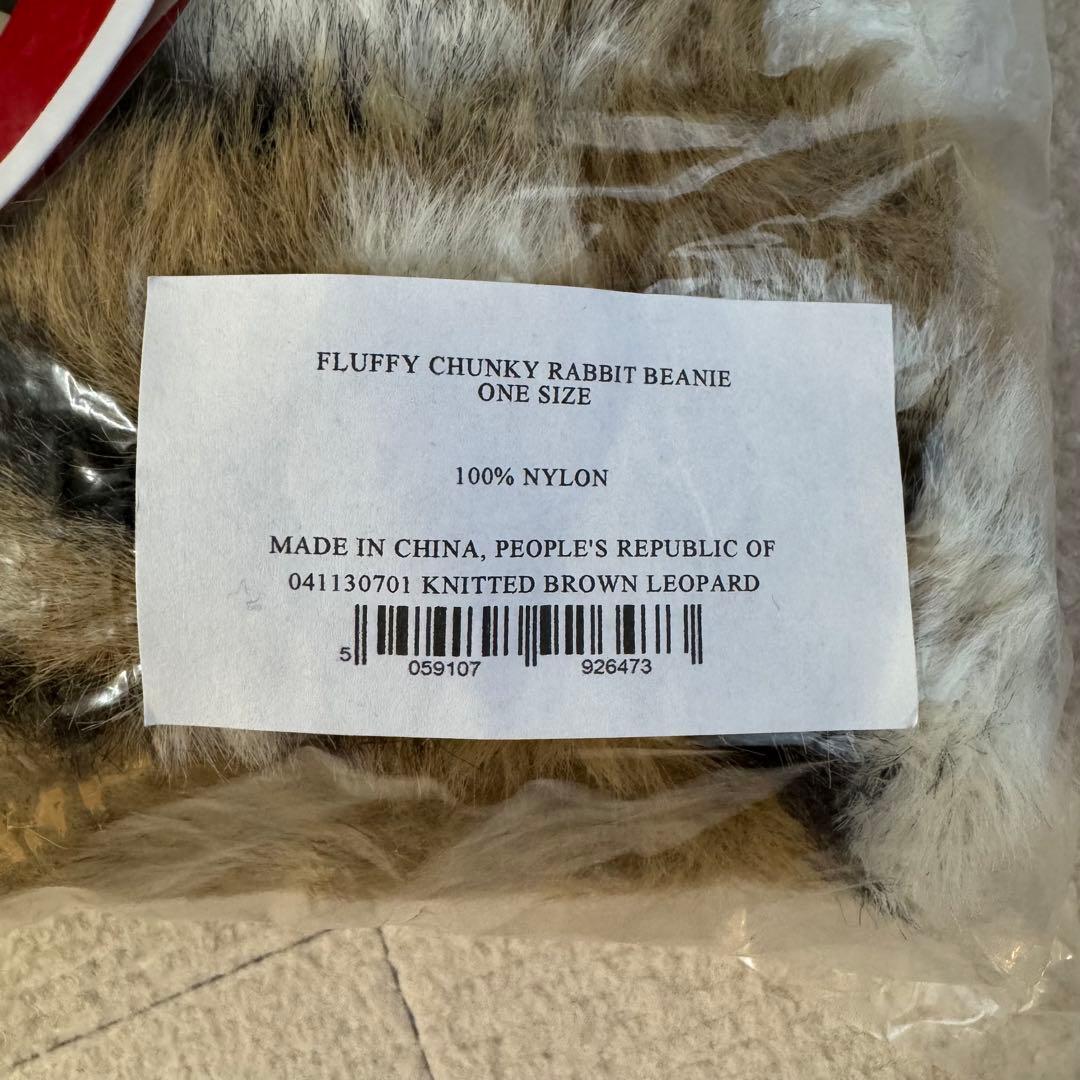 FLUFFY CHUNKY RABBIT BEANIE
ONE SIZE
100% NYLON
MADE IN CHINA, PEOPLE'S REPUBLIC OF
041130701 KNITTED BROWN LEOPARD
5 059107 926473